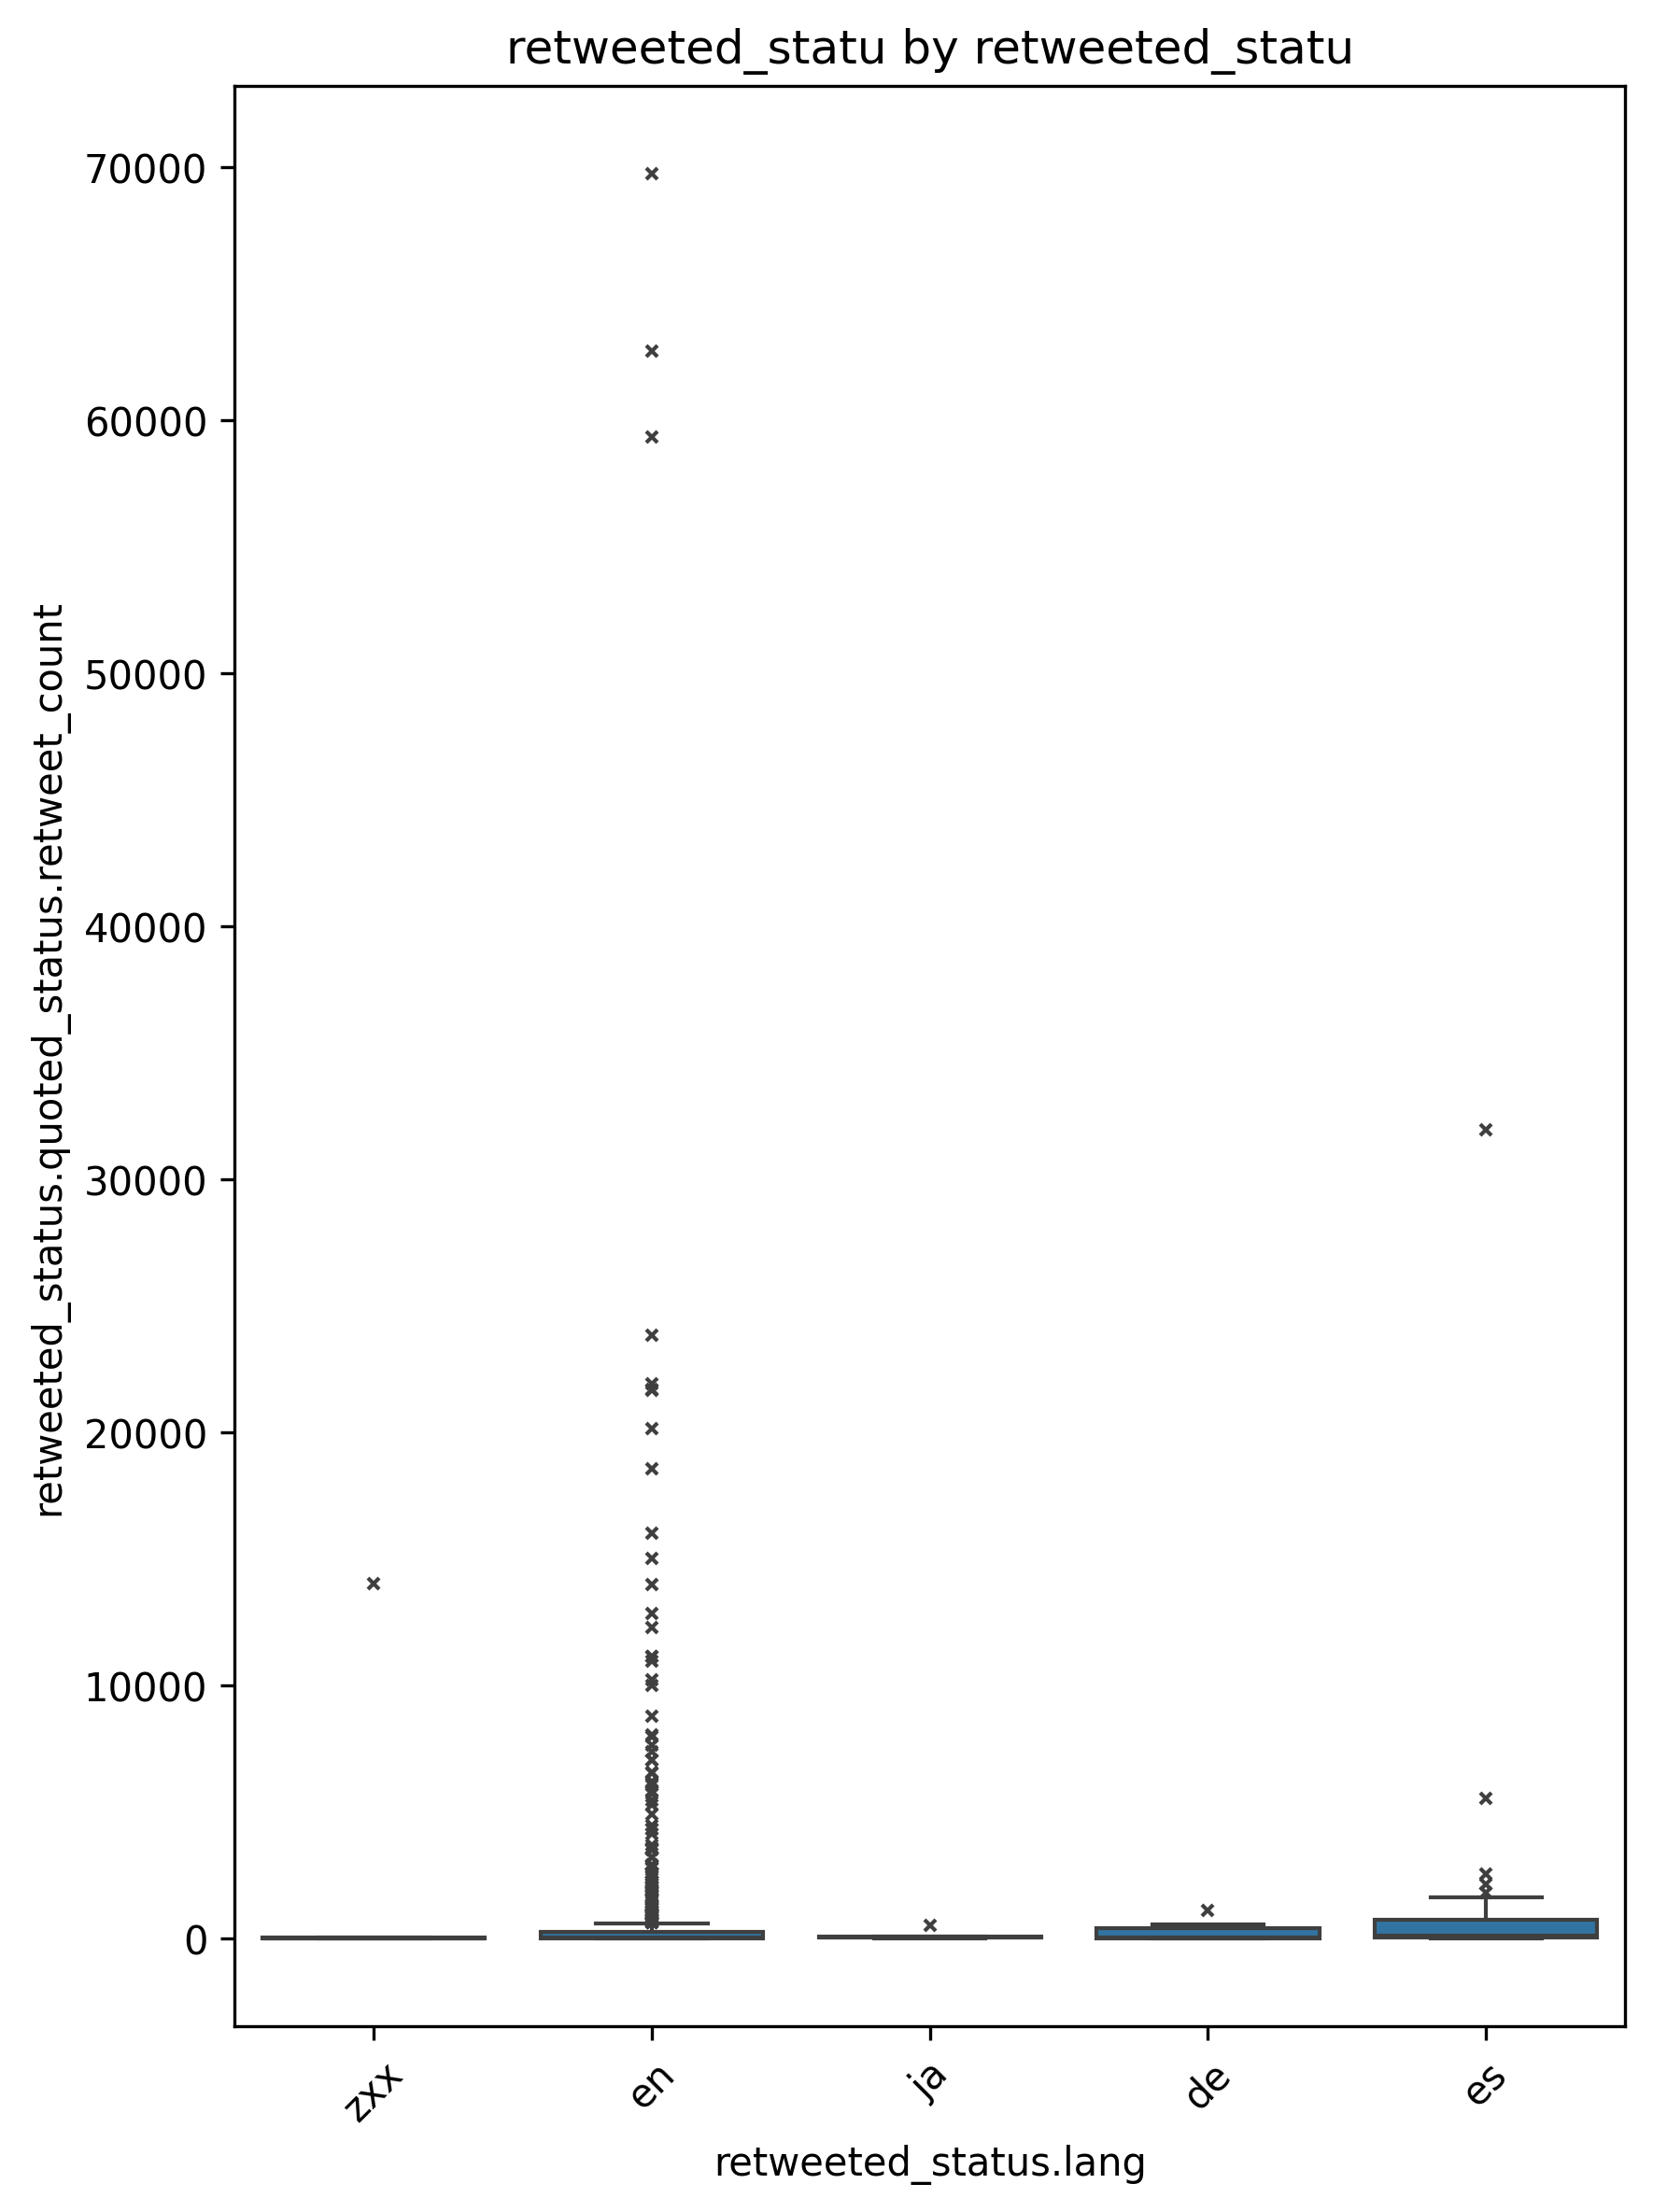 retweeted_statu by retweeted_statu
retweeted_status.quoted_status.retweet_count
70000
60000
50000
40000
30000
20000
10000
0
zxx
en
ja
de
es
retweeted_status.lang